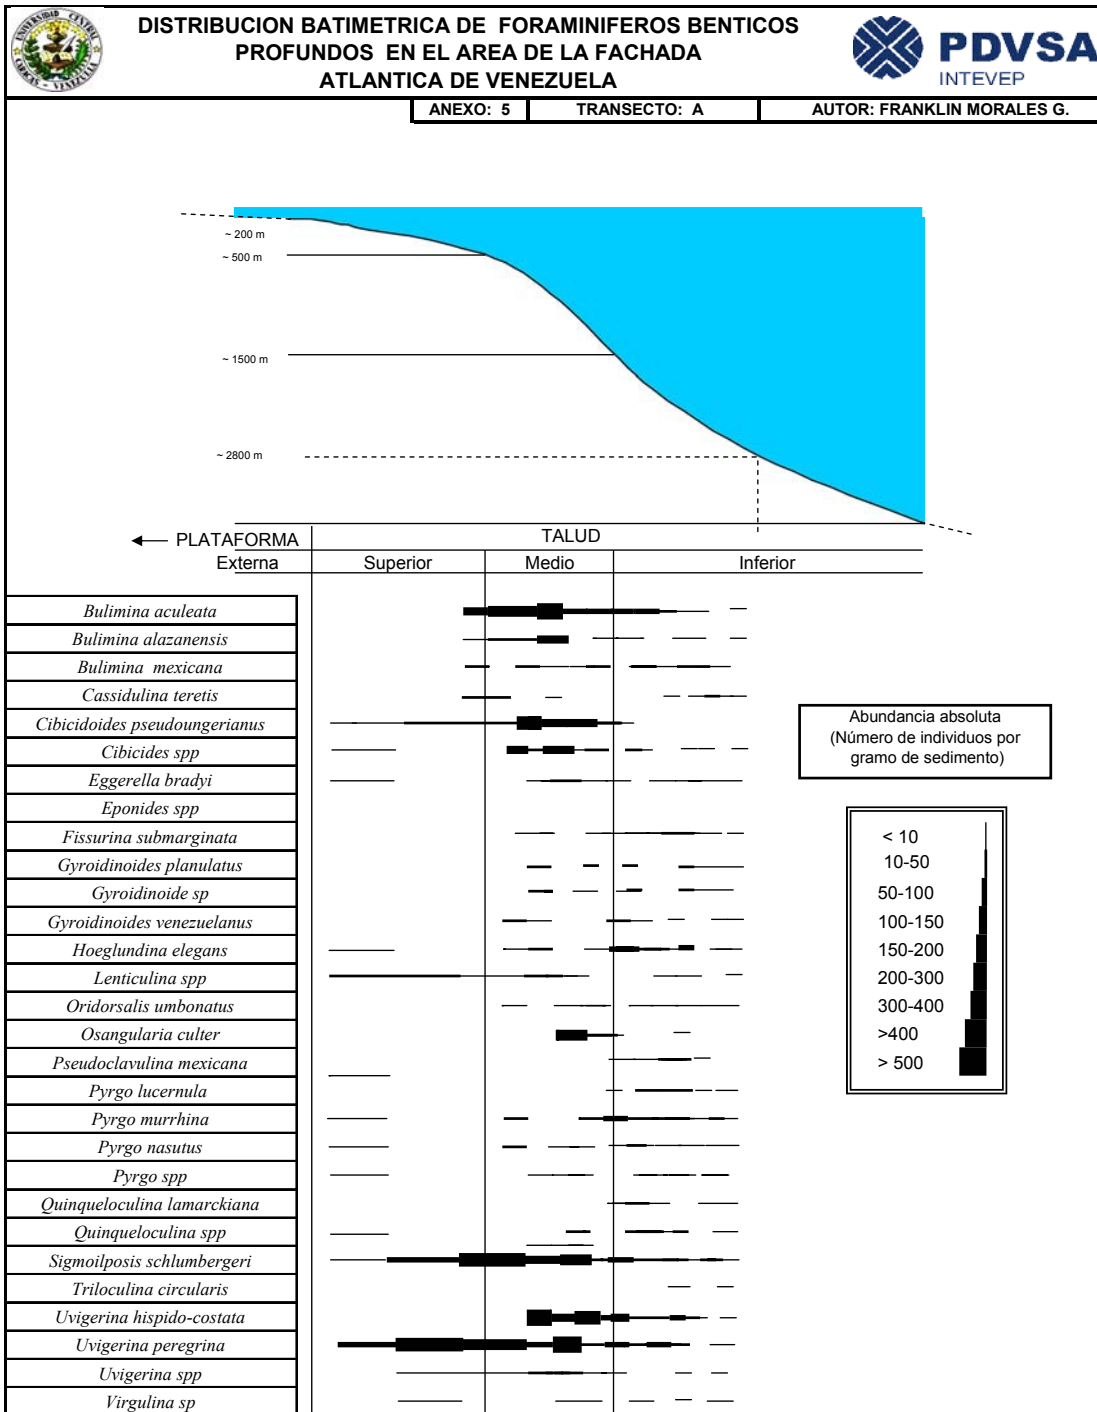 DISTRIBUCION BATIMETRICA DE FORAMINIFEROS BENTICOS
PROFUNDOS EN EL AREA DE LA FACHADA
ATLANTICA DE VENEZUELA
UNIVERSIDAD CENTRAL
CARACAS - VENEZUELA
PDVSA
INTEVEP
ANEXO: 5
TRANSECTO: A
AUTOR: FRANKLIN MORALES G.
~ 200 m
~ 500 m
~ 1500 m
~ 2800 m
PLATAFORMA
TALUD
Externa
Superior
Medio
Inferior
Bulimina aculeata
Bulimina alazanensis
Bulimina mexicana
Cassidulina teretis
Cibicidoides pseudoungerianus
Cibicides spp
Eggerella bradyi
Eponides spp
Fissurina submarginata
Gyroidinoides planulatus
Gyroidinoide sp
Gyroidinoides venezuelanus
Hoeglundina elegans
Lenticulina spp
Oridorsalis umbonatus
Osangularia culter
Pseudoclavulina mexicana
Pyrgo lucernula
Pyrgo murrhina
Pyrgo nasutus
Pyrgo spp
Quinqueloculina lamarckiana
Quinqueloculina spp
Sigmoilposis schlumbergeri
Triloculina circularis
Uvigerina hispido-costata
Uvigerina peregrina
Uvigerina spp
Virgulina sp
Abundancia absoluta
(Número de individuos por
gramo de sedimento)
< 10
10-50
50-100
100-150
150-200
200-300
300-400
>400
> 500